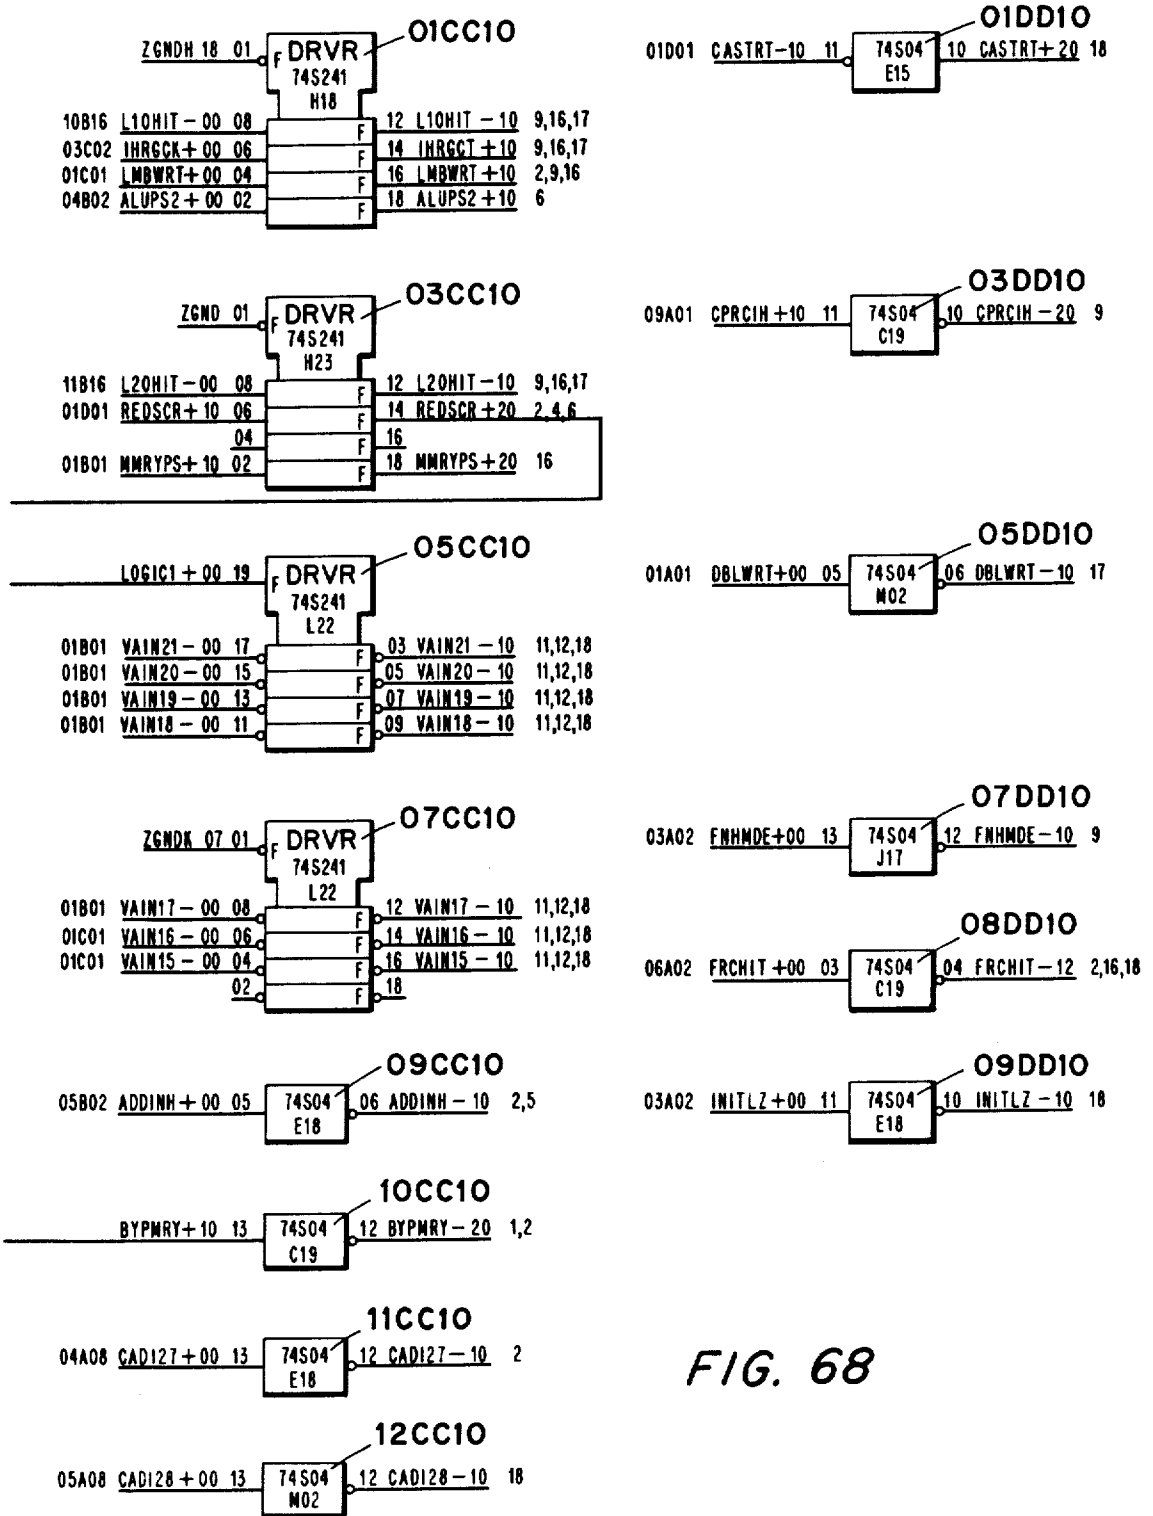 01CC10
ZGNDH 18 01 F DRVR
74S241
H18
10B16 L1OHIT-00 08 F 12 L1OHIT-10 9,16,17
03C02 IHRGCK+00 06 F 14 IHRGCT+10 9,16,17
01C01 LMBWRT+00 04 F 16 LMBWRT+10 2,9,16
04B02 ALUPS2+00 02 F 18 ALUPS2+10 6
03CC10
ZGND 01 F DRVR
74S241
H23
11B16 L2OHIT-00 08 F 12 L2OHIT-10 9,16,17
01D01 REDSCR+10 06 F 14 REDSCR+20 2,4,6
04 F 16
01B01 MMRYPS+10 02 F 18 MMRYPS+20 16
05CC10
LOGIC1+00 19 F DRVR
74S241
L22
01B01 VAIN21-00 17 F 03 VAIN21-10 11,12,18
01B01 VAIN20-00 15 F 05 VAIN20-10 11,12,18
01B01 VAIN19-00 13 F 07 VAIN19-10 11,12,18
01B01 VAIN18-00 11 F 09 VAIN18-10 11,12,18
07CC10
ZGNDK 07 01 F DRVR
74S241
L22
01B01 VAIN17-00 08 F 12 VAIN17-10 11,12,18
01C01 VAIN16-00 06 F 14 VAIN16-10 11,12,18
01C01 VAIN15-00 04 F 16 VAIN15-10 11,12,18
02 F 18
09CC10
05B02 ADDINH+00 05 74S04 06 ADDINH-10 2,5
E18
10CC10
BYPMRY+10 13 74S04 12 BYPMRY-20 1,2
C19
11CC10
04A08 CADI27+00 13 74S04 12 CADI27-10 2
E18
12CC10
05A08 CADI28+00 13 74S04 12 CADI28-10 18
M02
01DD10
01D01 CASTRT-10 11 74S04 10 CASTRT+20 18
E15
03DD10
09A01 CPRCIH+10 11 74S04 10 CPRCIH-20 9
C19
05DD10
01A01 DBLWRT+00 05 74S04 06 DBLWRT-10 17
M02
07DD10
03A02 FNHMDE+00 13 74S04 12 FNHMDE-10 9
J17
08DD10
06A02 FRCHIT+00 03 74S04 04 FRCHIT-12 2,16,18
C19
09DD10
03A02 INITLZ+00 11 74S04 10 INITLZ-10 18
E18
FIG. 68